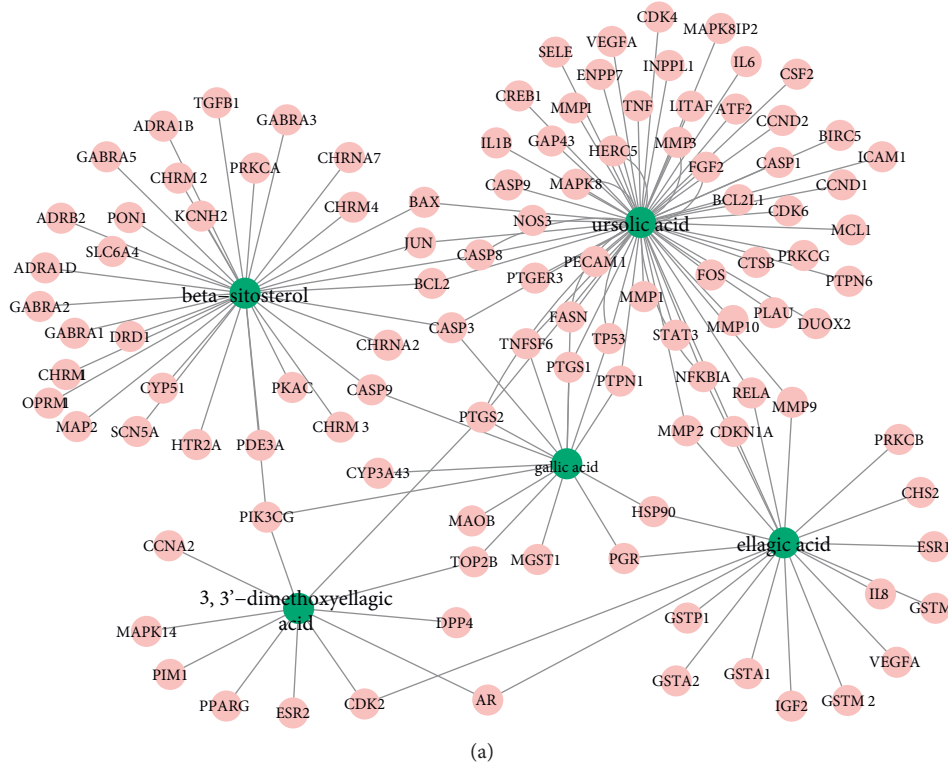 CDK4
MAPK8IP2
VEGFA
SELE
IL6
INPPL1
ENPP7
CSF2
CREB1
TGFB1
MMP1
TNF
LITAF
ATF2
GABRA3
ADRA1B
CCND2
BIRC5
IL1B
GAP43
HERC5
MMP3
GABRA5
PRKCA
CHRNA7
ICAM1
FGF2
CASP1
CHRM 2
CASP9
MAPK8
CCND1
BCL2L1
BAX
CHRM4
CDK6
ADRB2
PON1
KCNH2
NOS3
ursolic acid
MCL1
JUN
SLC6A4
CASP8
PECAM1
CTSB
PRKCG
ADRA1D
FOS
PTPN6
PTGER3
BCL2
beta-sitosterol
MMP1
GABRA2
PLAU
FASN
DUOX2
MMP10
CASP3
GABRA1
DRD1
STAT3
TP53
TNFSF6
CHRNA2
PTGS1
CHRM1
NFKBIA
PTPN1
CYP51
PKAC
CASP9
RELA
OPRM1
MMP9
PTGS2
MAP2
SCN5A
CHRM 3
MMP 2
CDKN1A
HTR2A
PDE3A
PRKCB
gallic acid
CYP3A43
CHS2
HSP90
PIK3CG
MAOB
ellagic acid
ESR1
CCNA2
TOP2B
MGST1
PGR
3, 3'-dimethoxyellagic
acid
IL8
GSTM
GSTP1
DPP4
MAPK14
VEGFA
PIM1
GSTA2
GSTA1
PPARG
ESR2
CDK2
AR
IGF2
GSTM 2
(a)